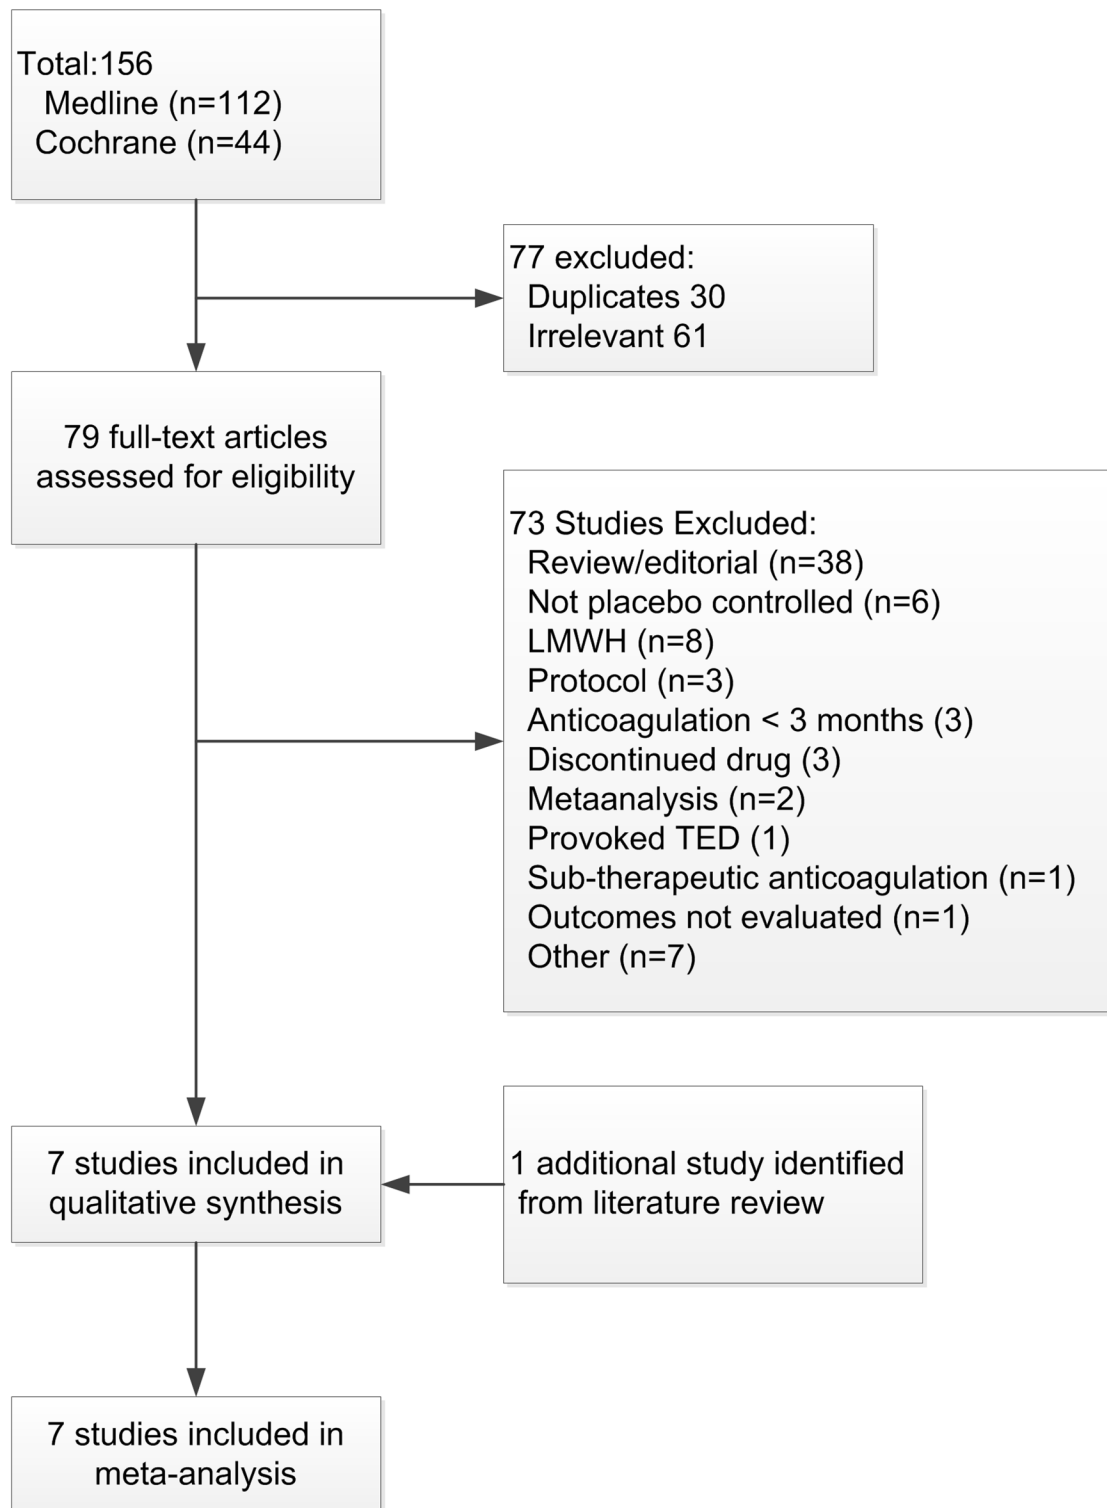 Total:156
Medline (n=112)
Cochrane (n=44)
77 excluded:
Duplicates 30
Irrelevant 61
79 full-text articles
assessed for eligibility
73 Studies Excluded:
Review/editorial (n=38)
Not placebo controlled (n=6)
LMWH (n=8)
Protocol (n=3)
Anticoagulation < 3 months (3)
Discontinued drug (3)
Metaanalysis (n=2)
Provoked TED (1)
Sub-therapeutic anticoagulation (n=1)
Outcomes not evaluated (n=1)
Other (n=7)
7 studies included in
qualitative synthesis
1 additional study identified
from literature review
7 studies included in
meta-analysis